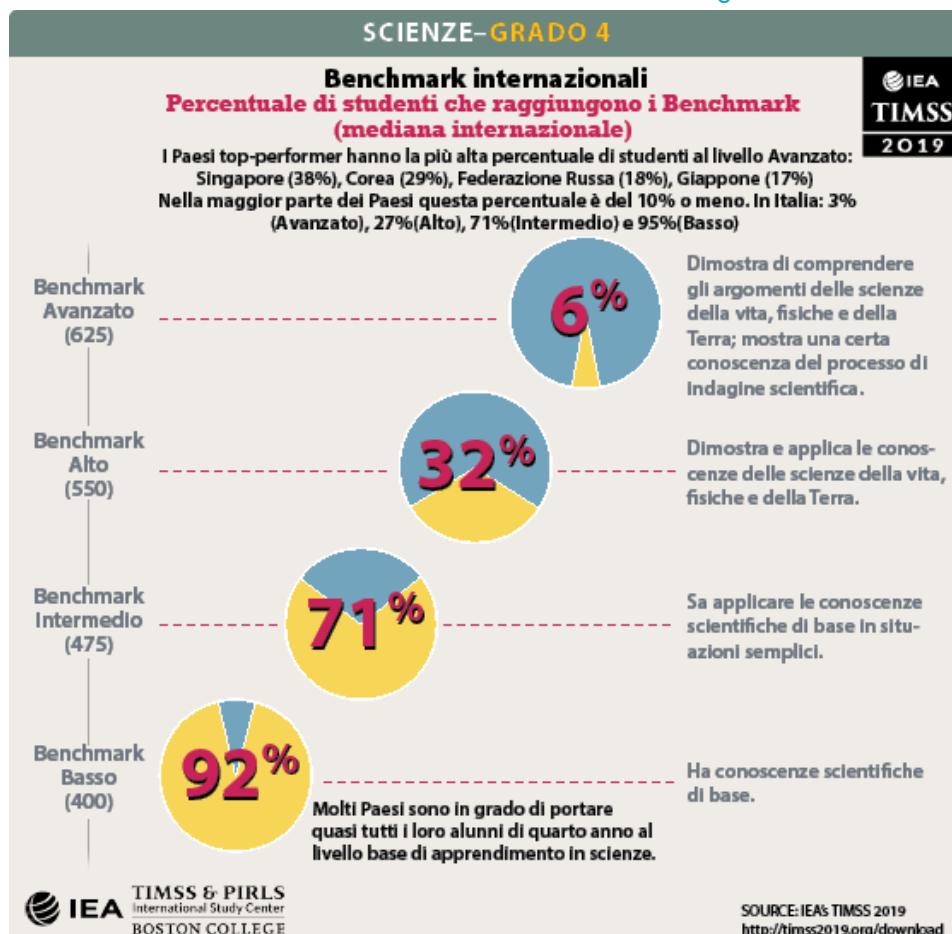 SCIENZE–GRADO 4
Benchmark internazionali
Percentuale di studenti che raggiungono i Benchmark
(mediana internazionale)
IEA
TIMSS
2019
I Paesi top-performer hanno la più alta percentuale di studenti al livello Avanzato:
Singapore (38%), Corea (29%), Federazione Russa (18%), Giappone (17%)
Nella maggior parte dei Paesi questa percentuale è del 10% o meno. In Italia: 3%
(Avanzato), 27%(Alto), 71%(Intermedio) e 95%(Basso)
Benchmark
Avanzato
(625)
6%
Dimostra di comprendere
gli argomenti delle scienze
della vita, fisiche e della
Terra; mostra una certa
conoscenza del processo di
indagine scientifica.
Benchmark
Alto
(550)
32%
Dimostra e applica le conos-
cenze delle scienze della vita,
fisiche e della Terra.
Benchmark
Intermedio
(475)
71%
Sa applicare le conoscenze
scientifiche di base in situ-
azioni semplici.
Benchmark
Basso
(400)
92%
Ha conoscenze scientifiche
di base.
Molti Paesi sono in grado di portare
quasi tutti i loro alunni di quarto anno al
livello base di apprendimento in scienze.
IEA
TIMSS & PIRLS
International Study Center
BOSTON COLLEGE
SOURCE: IEA's TIMSS 2019
http://timss2019.org/download